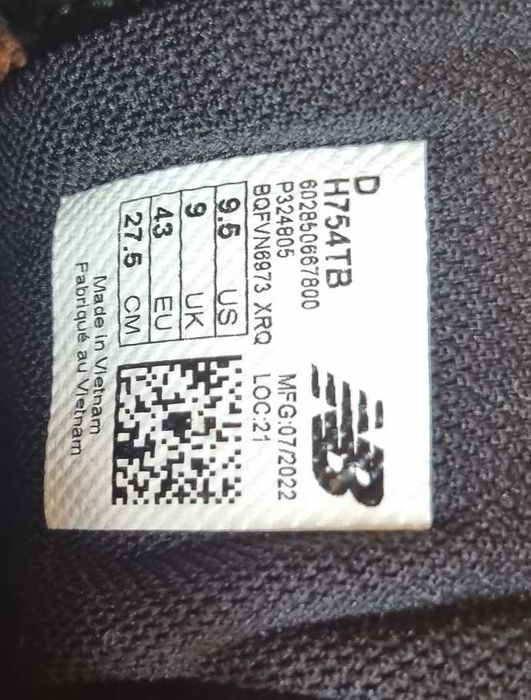 D
H754TB
602850667800
P324805 MFG:07/2022
BQFVN6973 XRQ LOC:21
9.5 US
9 UK
43 EU
27.5 CM
Made in Vietnam
Fabriqué au Vietnam
NB